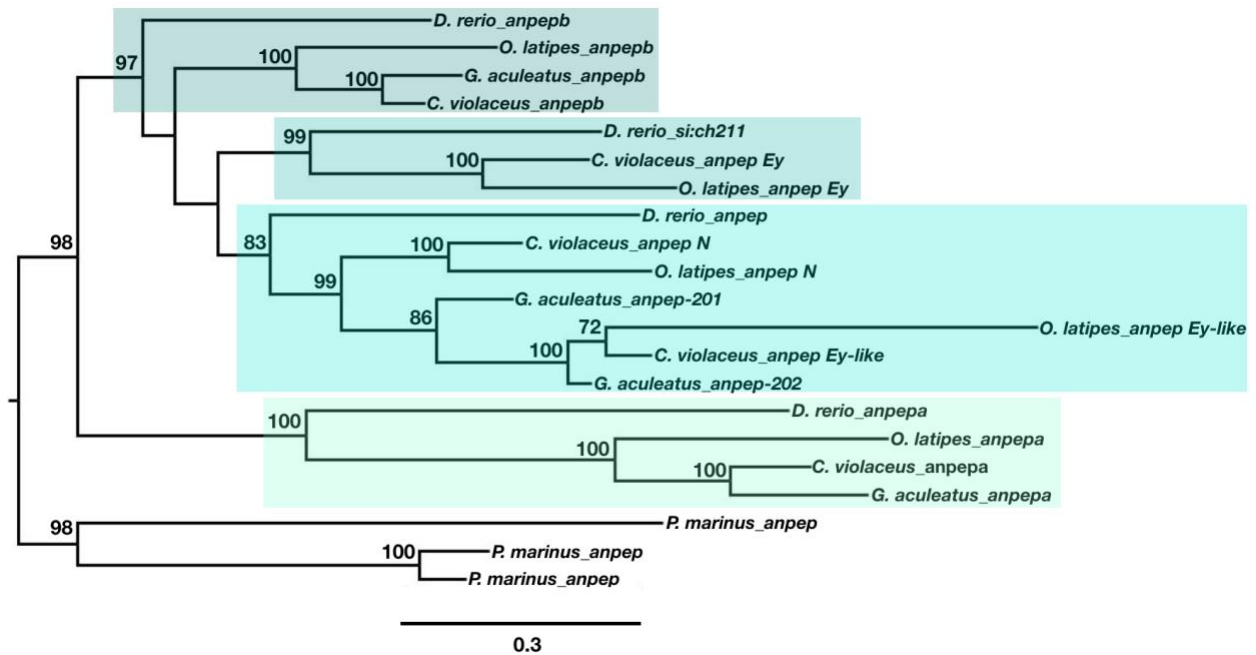 D. rerio_anpepb
O. latipes_anpepb
97
100
G. aculeatus_anpepb
100
C. violaceus_anpepb
D. rerio_si:ch211
99
C. violaceus_anpep Ey
100
O. latipes_anpep Ey
D. rerio_anpep
98
83
100
C. violaceus_anpep N
O. latipes_anpep N
99
G. aculeatus_anpep-201
86
72
O. latipes_anpep Ey-like
100
C. violaceus_anpep Ey-like
G. aculeatus_anpep-202
D. rerio_anpepa
100
O. latipes_anpepa
100
C. violaceus_anpepa
100
G. aculeatus_anpepa
98
P. marinus_anpep
100
P. marinus_anpep
P. marinus_anpep
0.3